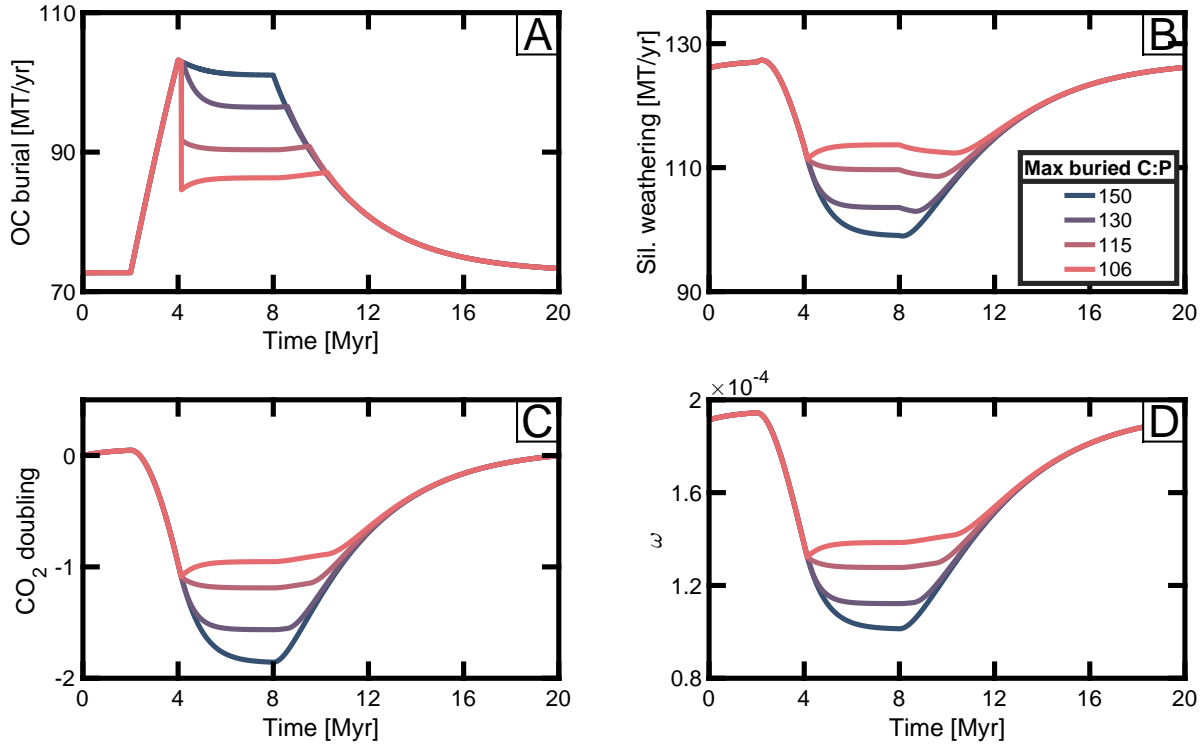 A
OC burial [MT/yr]
110
90
70
0 4 8 12 16 20
Time [Myr]
B
Sil. weathering [MT/yr]
130
110
90
0 4 8 12 16 20
Max buried C:P
150
130
115
106
C
CO2 doubling
0
-1
-2
0 4 8 12 16 20
Time [Myr]
D
×10-4
ω
2
1.6
1.2
0.8
0 4 8 12 16 20
Time [Myr]